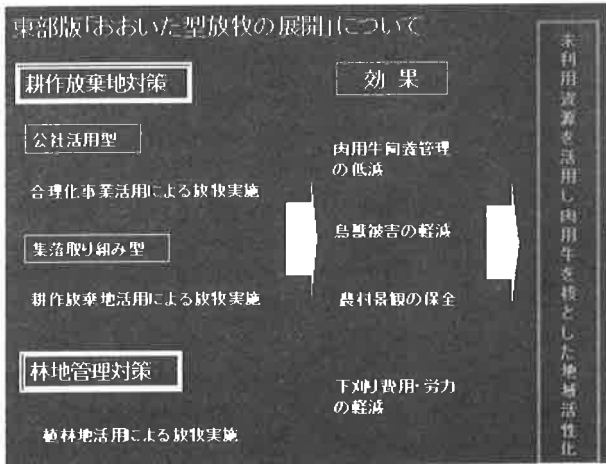 東部版「おおいた型放牧の展開」について
耕作放棄地対策
効果
公社活用型
肉用牛飼養管理
の低減
合理化事業活用による放牧実施
鳥獣被害の軽減
集落取り組み型
耕作放棄地活用による放牧実施
農村景観の保全
林地管理対策
下刈り費用・労力
の軽減
植林地活用による放牧実施
未利用資源を活用し肉用牛を核とした地域活性化